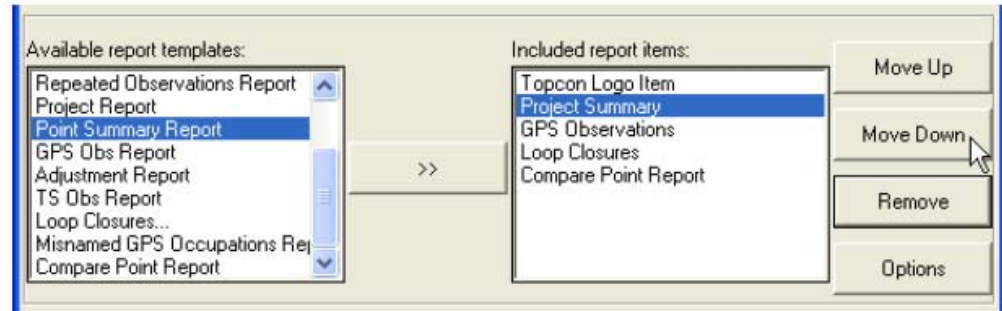 Available report templates:
Repeated Observations Report
Project Report
Point Summary Report
GPS Obs Report
Adjustment Report
TS Obs Report
Loop Closures...
Misnamed GPS Occupations Rep
Compare Point Report
>>
Included report items:
Topcon Logo Item
Project Summary
GPS Observations
Loop Closures
Compare Point Report
Move Up
Move Down
Remove
Options